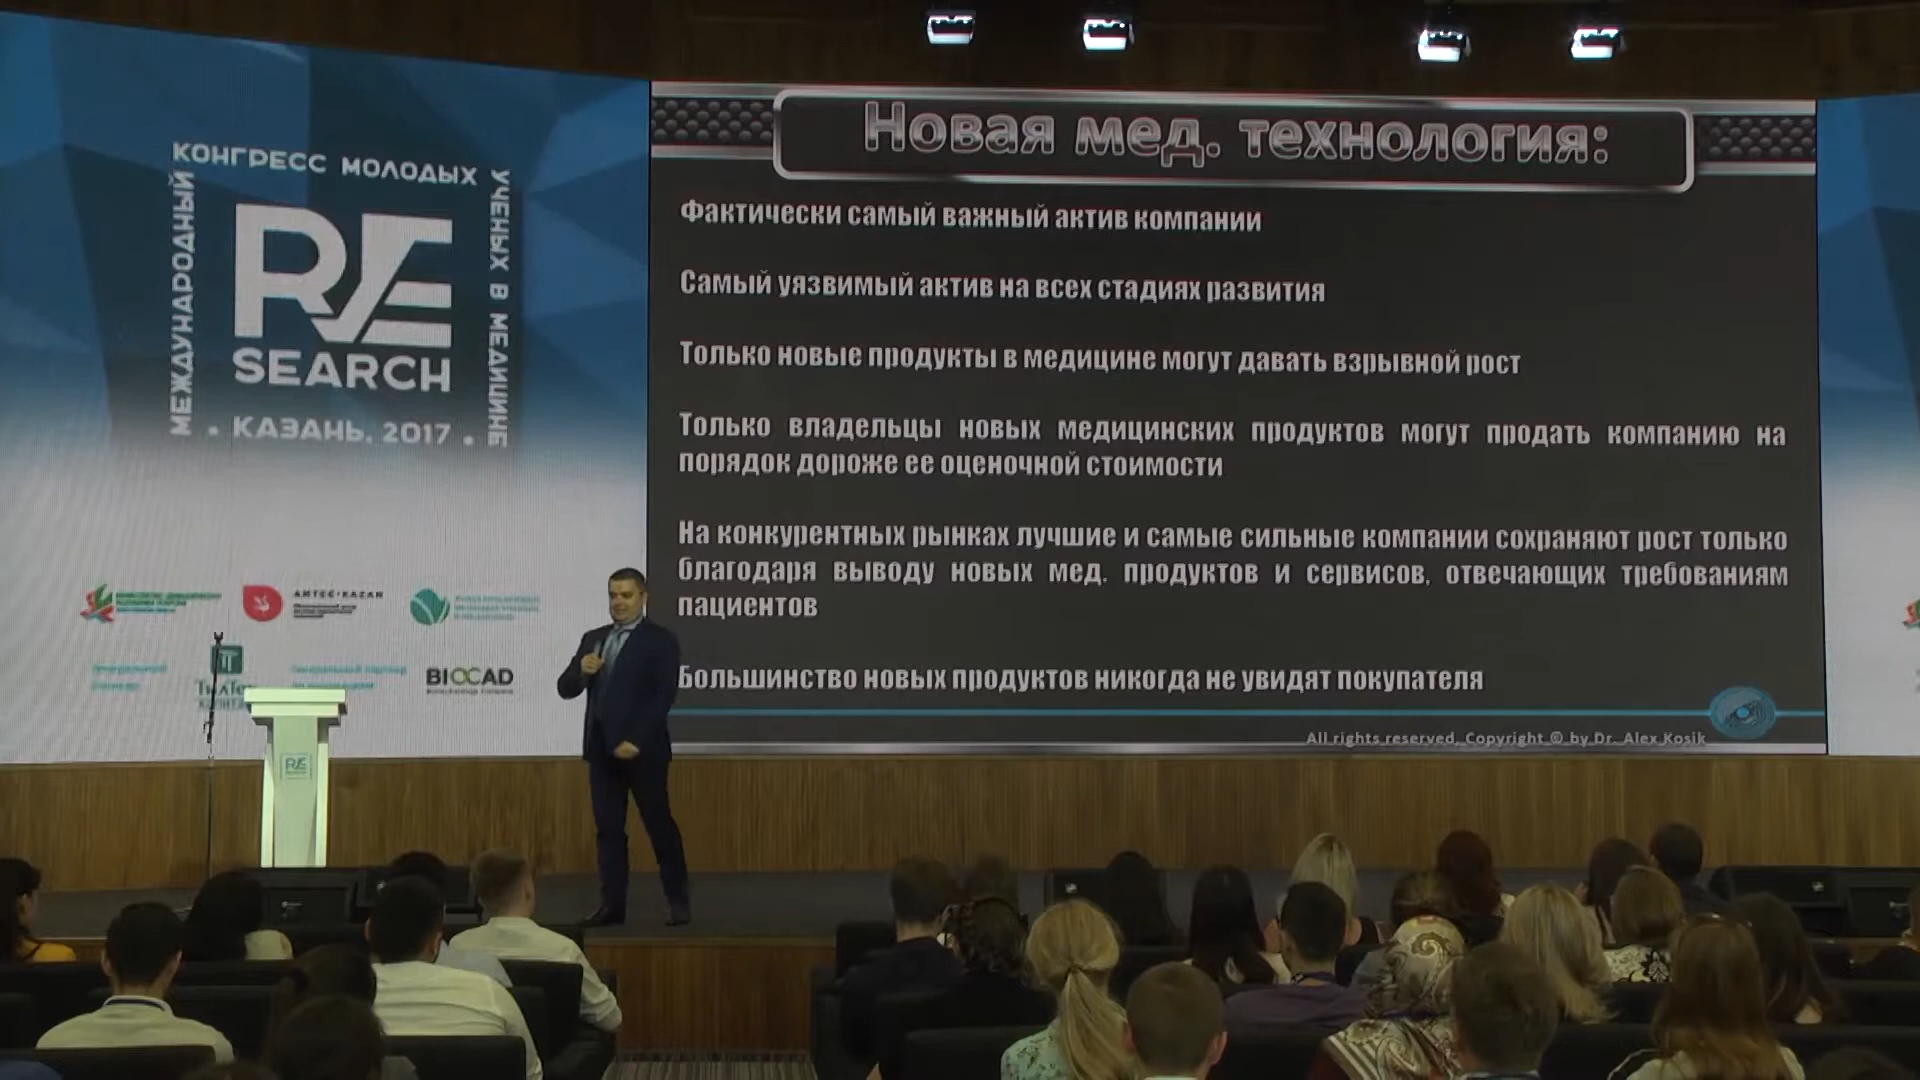 КОНГРЕСС МОЛОДЫХ
МЕЖДУНАРОДНЫЙ
УЧЕНЫХ В МЕДИЦИНЕ
RE
SEARCH
. КАЗАНЬ, 2017 .
BIOCAD
RE
SEARCH
Новая мед. технология:
Фактически самый важный актив компании
Самый уязвимый актив на всех стадиях развития
Только новые продукты в медицине могут давать взрывной рост
Только владельцы новых медицинских продуктов могут продать компанию на
порядок дороже ее оценочной стоимости
На конкурентных рынках лучшие и самые сильные компании сохраняют рост только
благодаря выводу новых мед. продуктов и сервисов, отвечающих требованиям
пациентов
Большинство новых продуктов никогда не увидят покупателя
All rights reserved, Copyright © by Dr. Alex Kosik